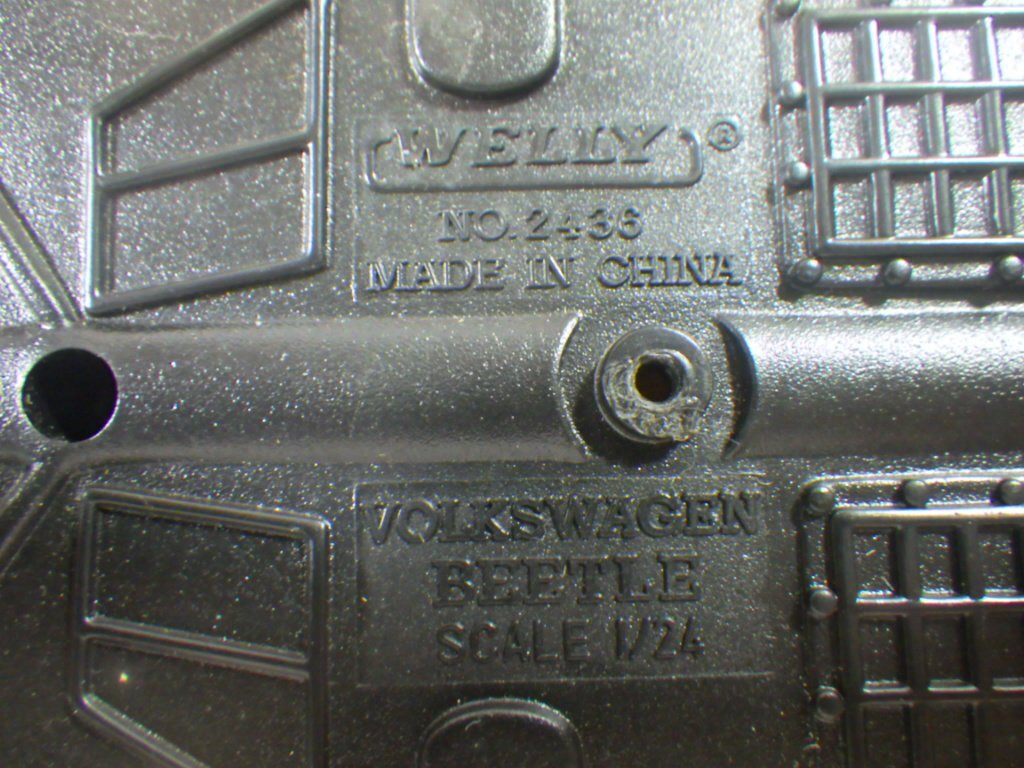 WELLY ®
NO. 2436
MADE IN CHINA
VOLKSWAGEN
BEETLE
SCALE 1/24